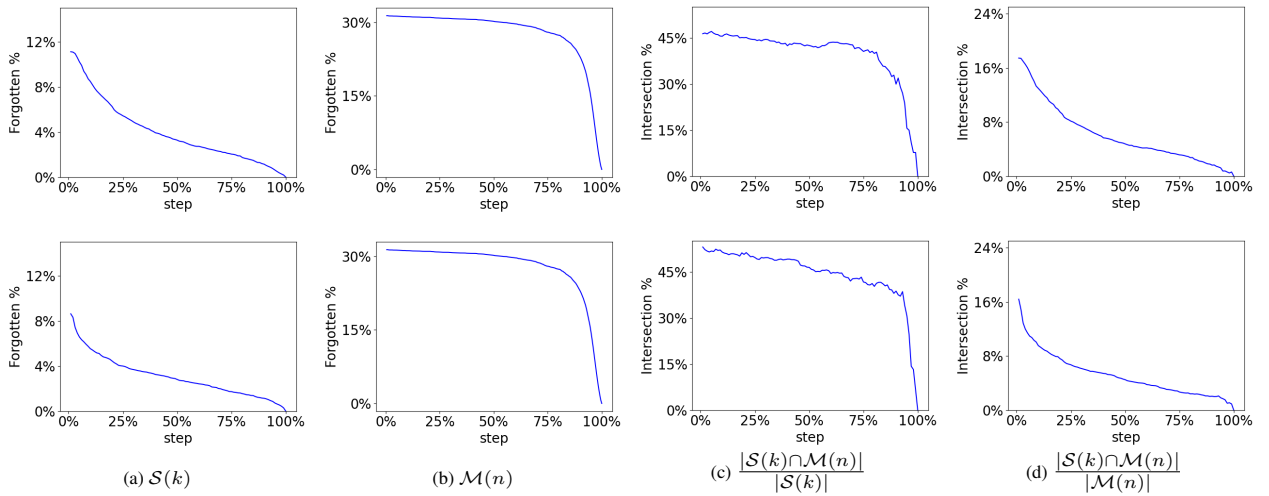 Forgotten %
12%
8%
4%
0%
0% 25% 50% 75% 100%
step
Forgotten %
30%
15%
0%
0% 25% 50% 75% 100%
step
Intersection %
45%
30%
15%
0%
0% 25% 50% 75% 100%
step
Intersection %
24%
16%
8%
0%
0% 25% 50% 75% 100%
step
Forgotten %
12%
8%
4%
0%
0% 25% 50% 75% 100%
step
Forgotten %
30%
15%
0%
0% 25% 50% 75% 100%
step
Intersection %
45%
30%
15%
0%
0% 25% 50% 75% 100%
step
Intersection %
24%
16%
8%
0%
0% 25% 50% 75% 100%
step
(a) 𝒮(k)
(b) ℳ(n)
(c) |𝒮(k)∩ℳ(n)| / |𝒮(k)|
(d) |𝒮(k)∩ℳ(n)| / |ℳ(n)|